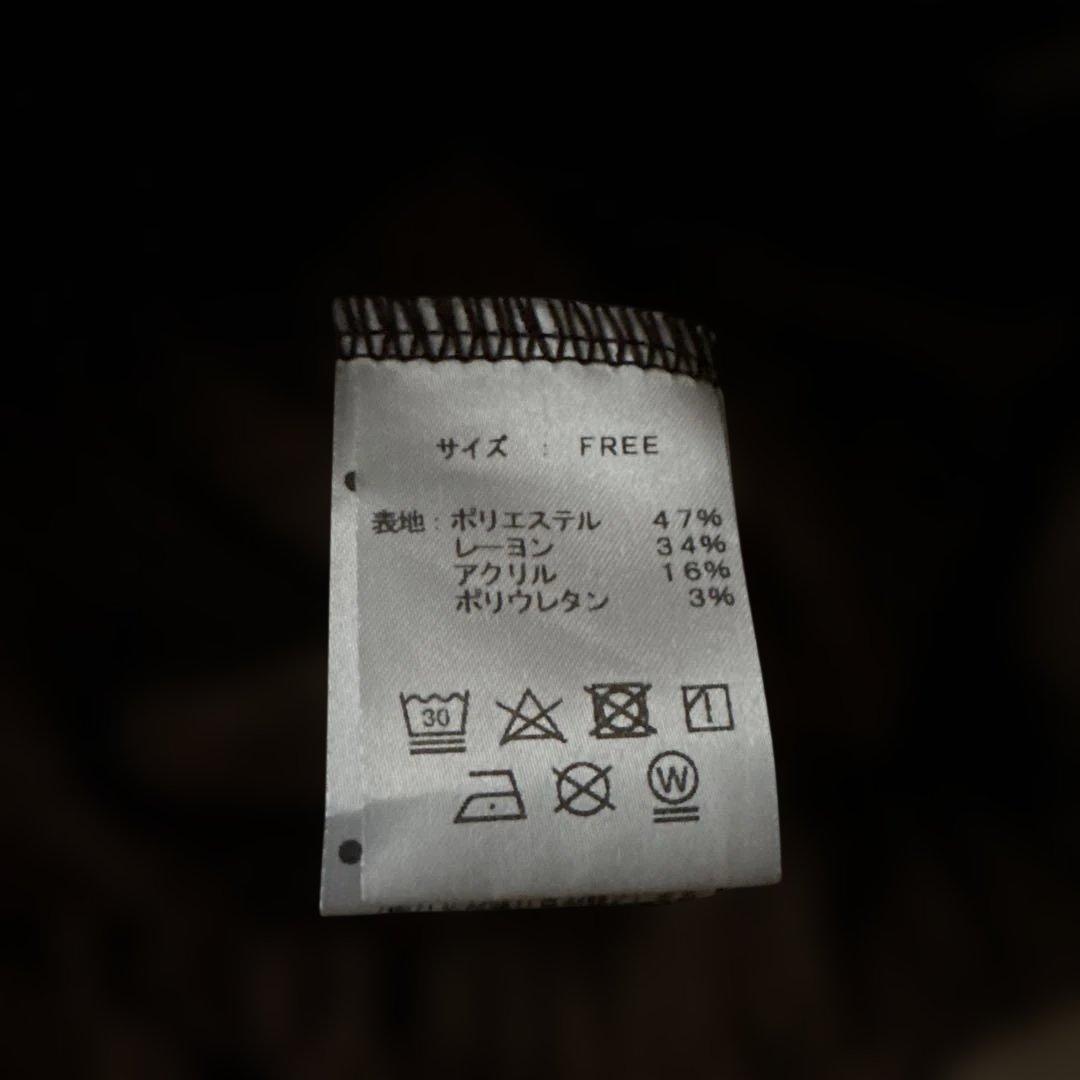 サイズ : FREE
表地：ポリエステル 47%
レーヨン 34%
アクリル 16%
ポリウレタン 3%
30
W